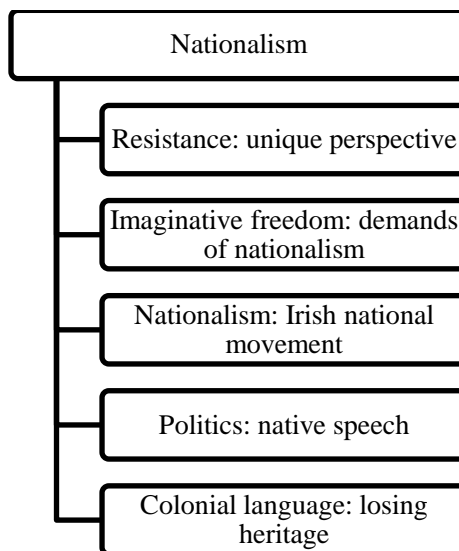 Nationalism
Resistance: unique perspective
Imaginative freedom: demands
of nationalism
Nationalism: Irish national
movement
Politics: native speech
Colonial language: losing
heritage